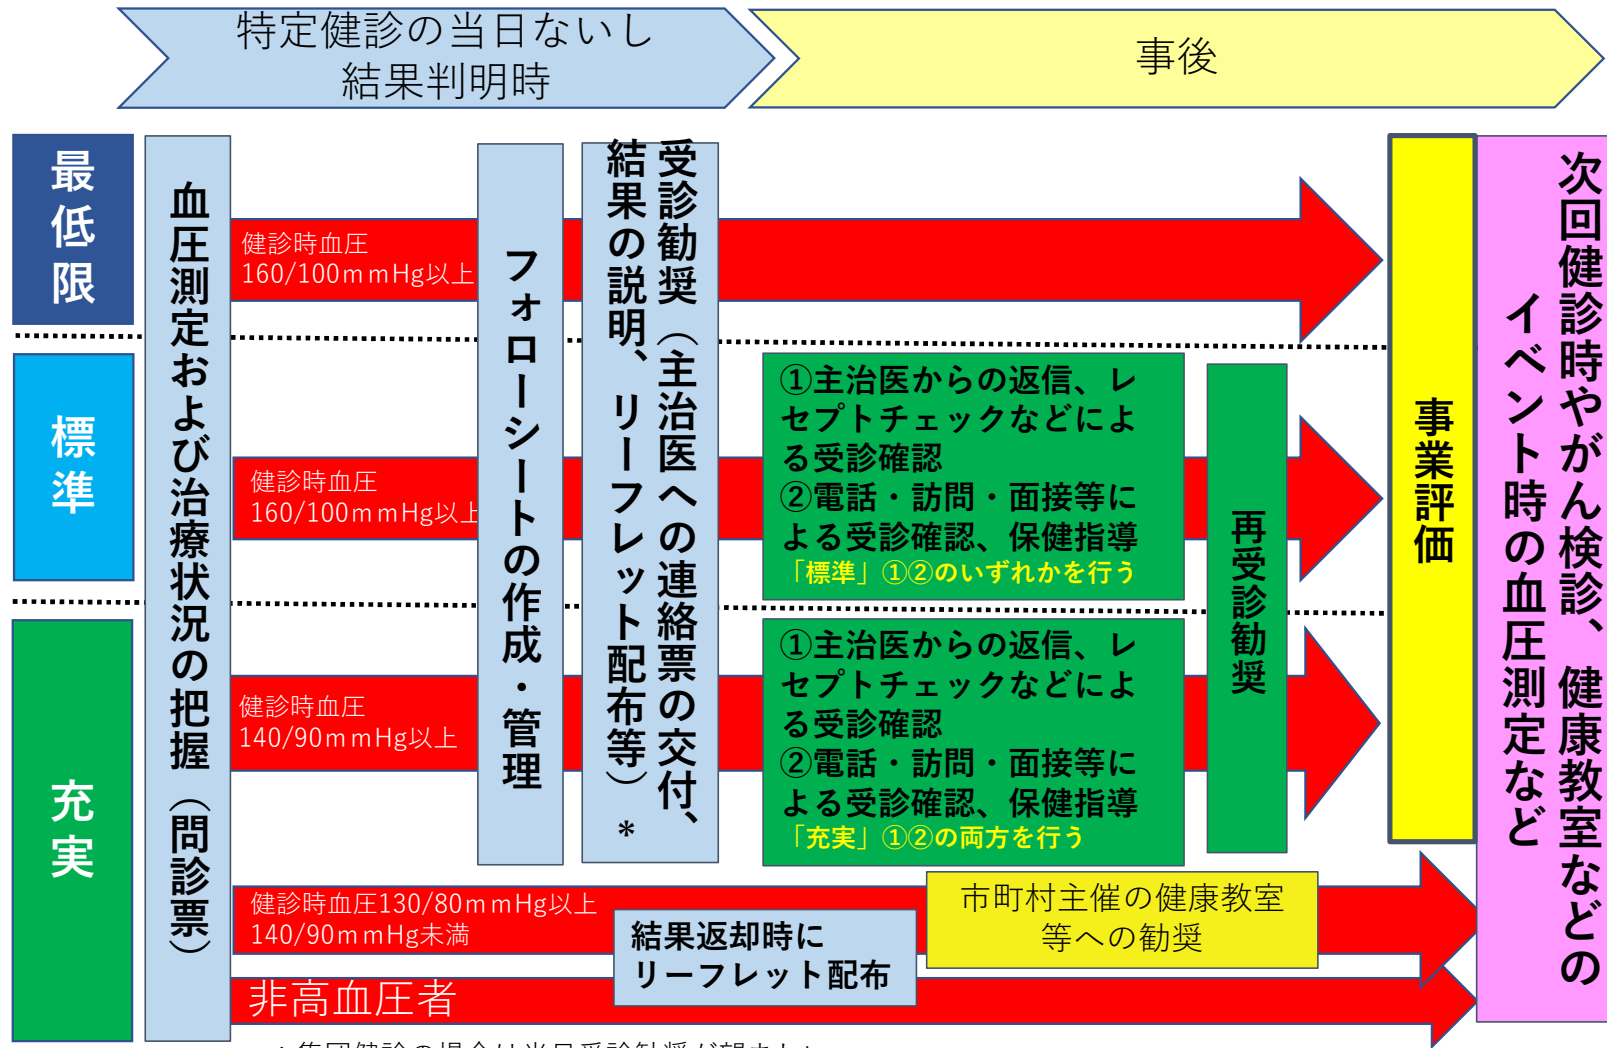 特定健診の当日ないし
結果判明時
事後
最低限
標準
充実
血圧測定および治療状況の把握（問診票）
健診時血圧
160/100mmHg以上
健診時血圧
160/100mmHg以上
健診時血圧
140/90mmHg以上
健診時血圧130/80mmHg以上
140/90mmHg未満
非高血圧者
フォローシートの作成・管理
受診勧奨（主治医への連絡票の交付、
結果の説明、リーフレット配布等）*
①主治医からの返信、レ
セプトチェックなどによ
る受診確認
②電話・訪問・面接等に
よる受診確認、保健指導
「標準」①②のいずれかを行う
①主治医からの返信、レ
セプトチェックなどによ
る受診確認
②電話・訪問・面接等に
よる受診確認、保健指導
「充実」①②の両方を行う
再受診勧奨
結果返却時に
リーフレット配布
市町村主催の健康教室
等への勧奨
事業評価
次回健診時やがん検診、健康教室などの
イベント時の血圧測定など